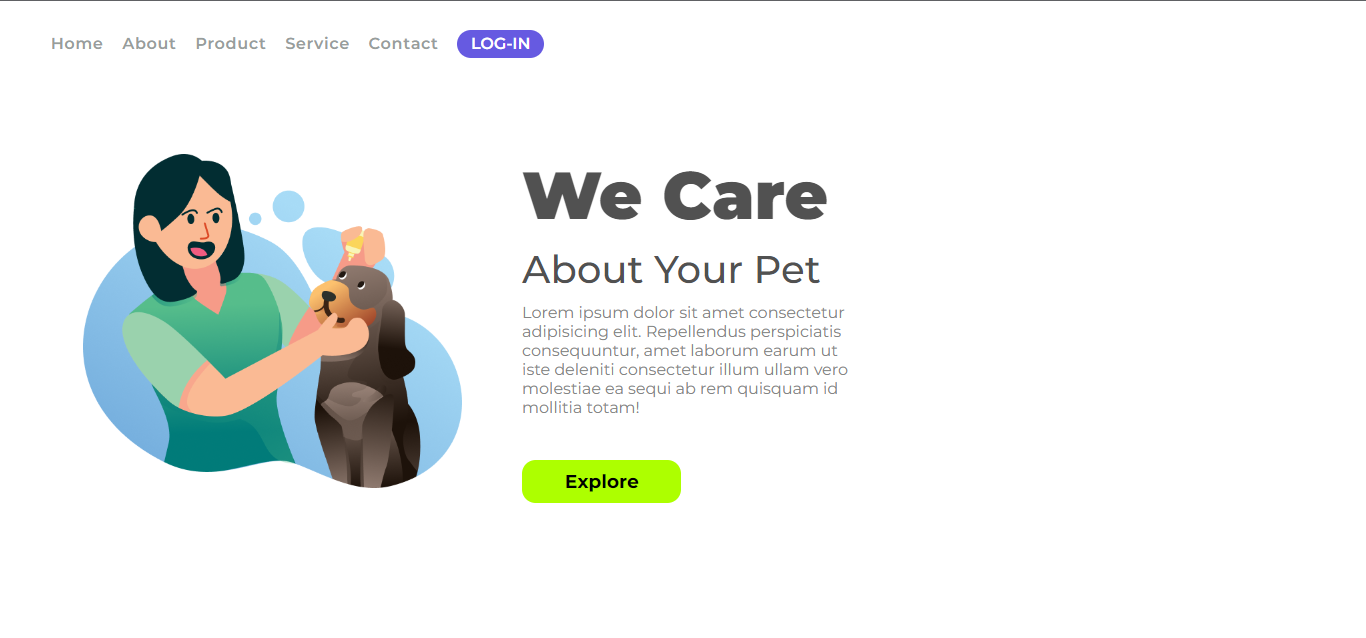 Home About Product Service Contact LOG-IN
We Care
About Your Pet
Lorem ipsum dolor sit amet consectetur
adipisicing elit. Repellendus perspiciatis
consequuntur, amet laborum earum ut
iste deleniti consectetur illum ullam vero
molestiae ea sequi ab rem quisquam id
mollitia totam!
Explore